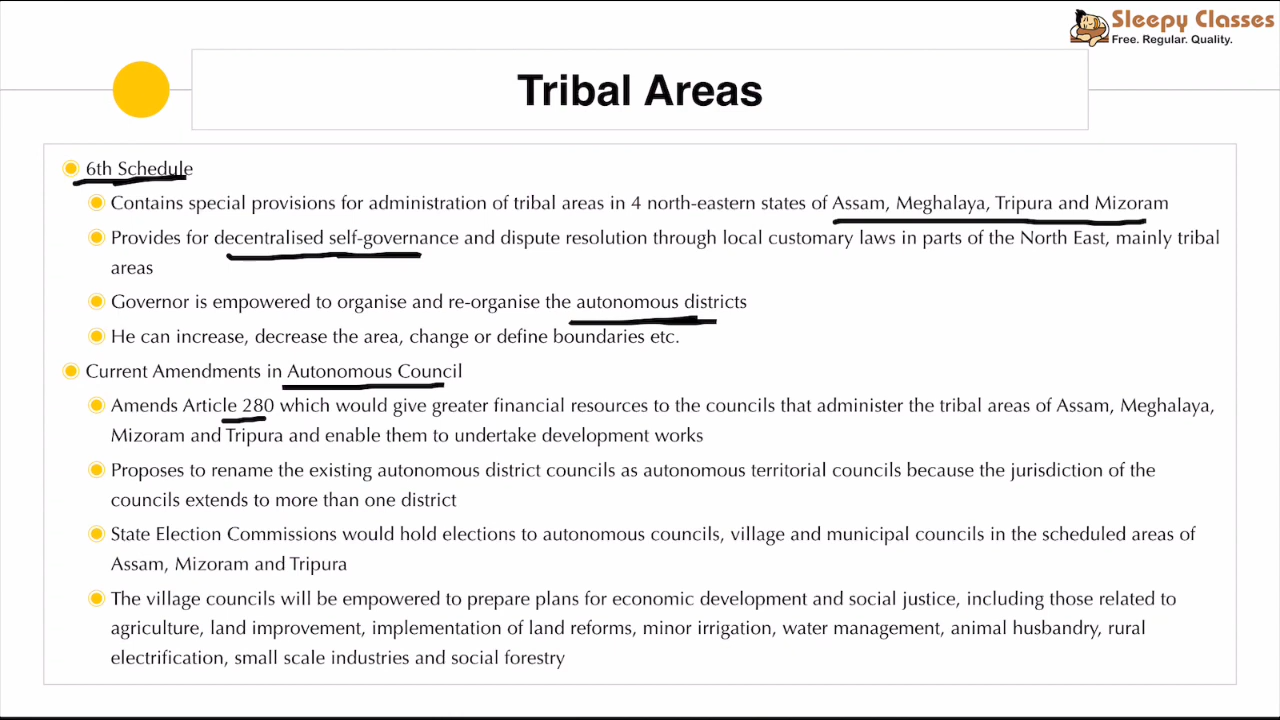 Sleepy Classes
Free. Regular. Quality.
Tribal Areas
6th Schedule
Contains special provisions for administration of tribal areas in 4 north-eastern states of Assam, Meghalaya, Tripura and Mizoram
Provides for decentralised self-governance and dispute resolution through local customary laws in parts of the North East, mainly tribal
areas
Governor is empowered to organise and re-organise the autonomous districts
He can increase, decrease the area, change or define boundaries etc.
Current Amendments in Autonomous Council
Amends Article 280 which would give greater financial resources to the councils that administer the tribal areas of Assam, Meghalaya,
Mizoram and Tripura and enable them to undertake development works
Proposes to rename the existing autonomous district councils as autonomous territorial councils because the jurisdiction of the
councils extends to more than one district
State Election Commissions would hold elections to autonomous councils, village and municipal councils in the scheduled areas of
Assam, Mizoram and Tripura
The village councils will be empowered to prepare plans for economic development and social justice, including those related to
agriculture, land improvement, implementation of land reforms, minor irrigation, water management, animal husbandry, rural
electrification, small scale industries and social forestry